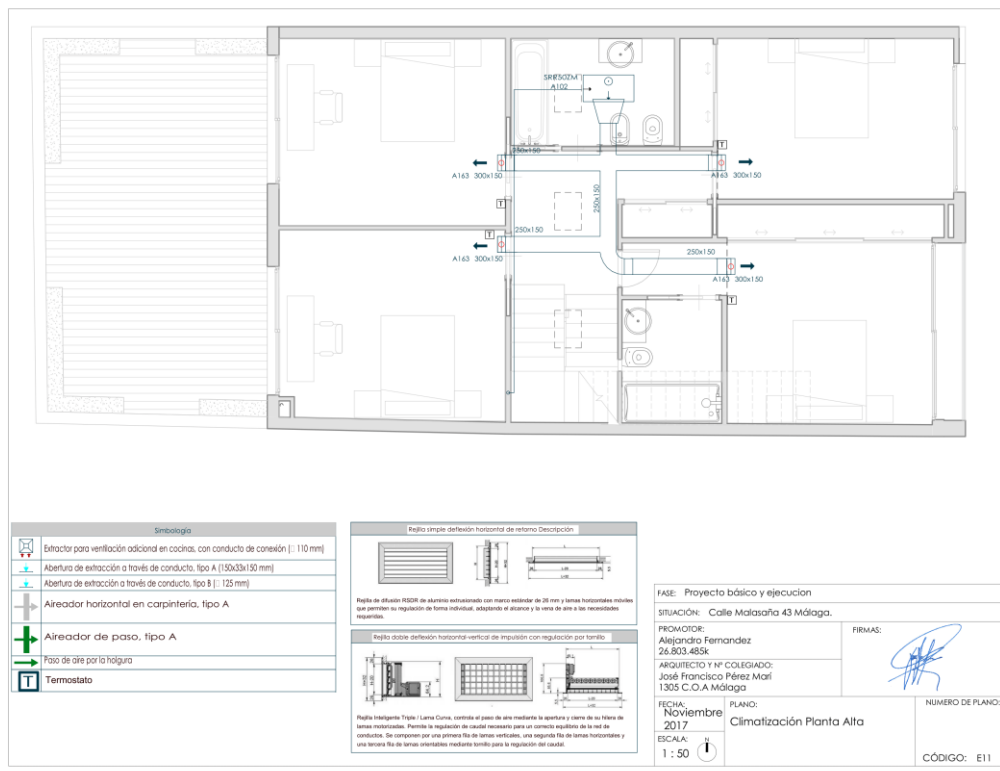 SRR50ZM
A102
250x150
A163 300x150
T
A163 300x150
T
250x150
T
250x150
A163 300x150
250x150
A163 300x150
T
Simbología
Extractor para ventilación adicional en cocinas, con conducto de conexión (□ 110 mm)
Abertura de extracción a través de conducto, tipo A (150x33x150 mm)
Abertura de extracción a través de conducto, tipo B (□ 125 mm)
Aireador horizontal en carpintería, tipo A
Aireador de paso, tipo A
Paso de aire por la holgura
T Termostato
Rejilla simple deflexión horizontal de retorno Descripción
Rejilla de difusión RSDR de aluminio extrusionado con marco estándar de 26 mm y lamas horizontales móviles
que permiten su regulación de forma individual, adaptando el alcance y la vena de aire a las necesidades
requeridas.
Rejilla doble deflexión horizontal-vertical de impulsión con regulación por tornillo
Rejilla Inteligente Triple / Lama Curva, controla el paso de aire mediante la apertura y cierre de su hilera de
lamas motorizadas. Permite la regulación de caudal necesario para un correcto equilibrio de la red de
conductos. Se componen por una primera fila de lamas verticales, una segunda fila de lamas horizontales y
una tercera fila de lamas orientables mediante tornillo para la regulación del caudal.
FASE: Proyecto básico y ejecucion
SITUACIÓN: Calle Malasaña 43 Málaga.
PROMOTOR:
Alejandro Fernandez
26.803.485k
FIRMAS:
ARQUITECTO Y Nº COLEGIADO:
José Francisco Pérez Marí
1305 C.O.A Málaga
FECHA:
Noviembre
2017
ESCALA:
1 : 50
N
PLANO:
Climatización Planta Alta
NUMERO DE PLANO:
CÓDIGO: E11